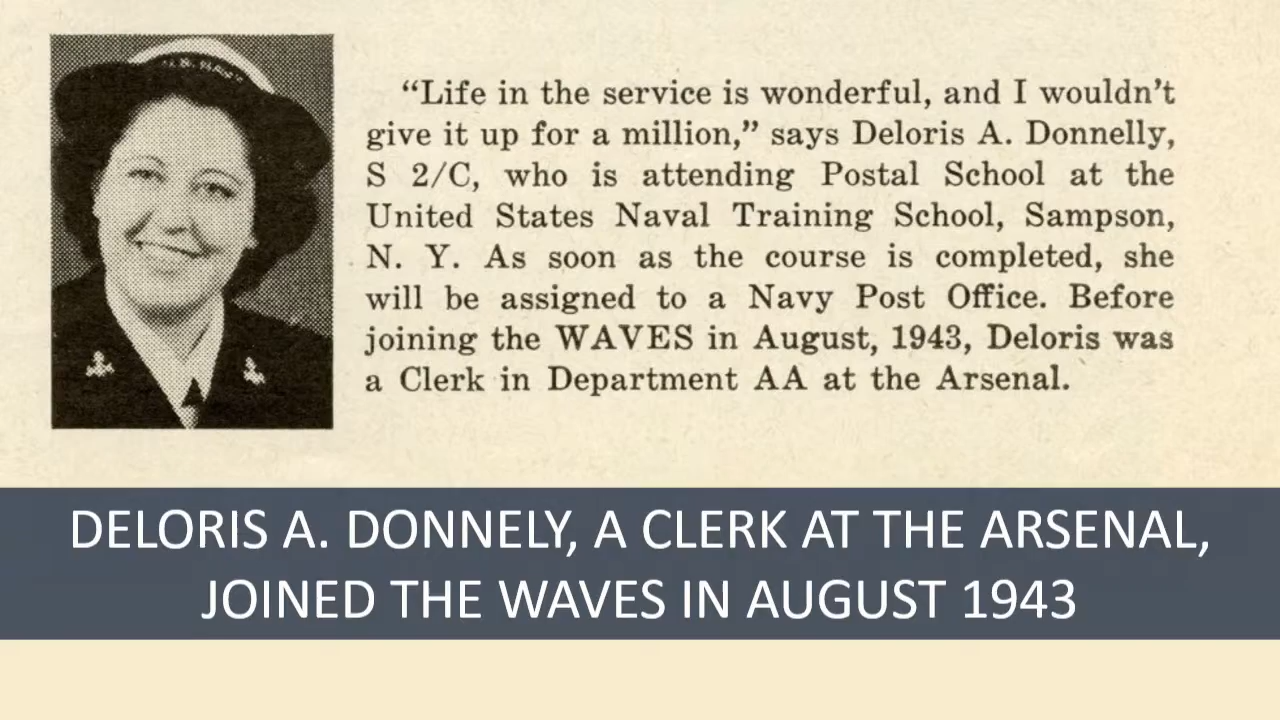 “Life in the service is wonderful, and I wouldn’t
give it up for a million,” says Deloris A. Donnelly,
S 2/C, who is attending Postal School at the
United States Naval Training School, Sampson,
N. Y. As soon as the course is completed, she
will be assigned to a Navy Post Office. Before
joining the WAVES in August, 1943, Deloris was
a Clerk in Department AA at the Arsenal.
DELORIS A. DONNELY, A CLERK AT THE ARSENAL,
JOINED THE WAVES IN AUGUST 1943